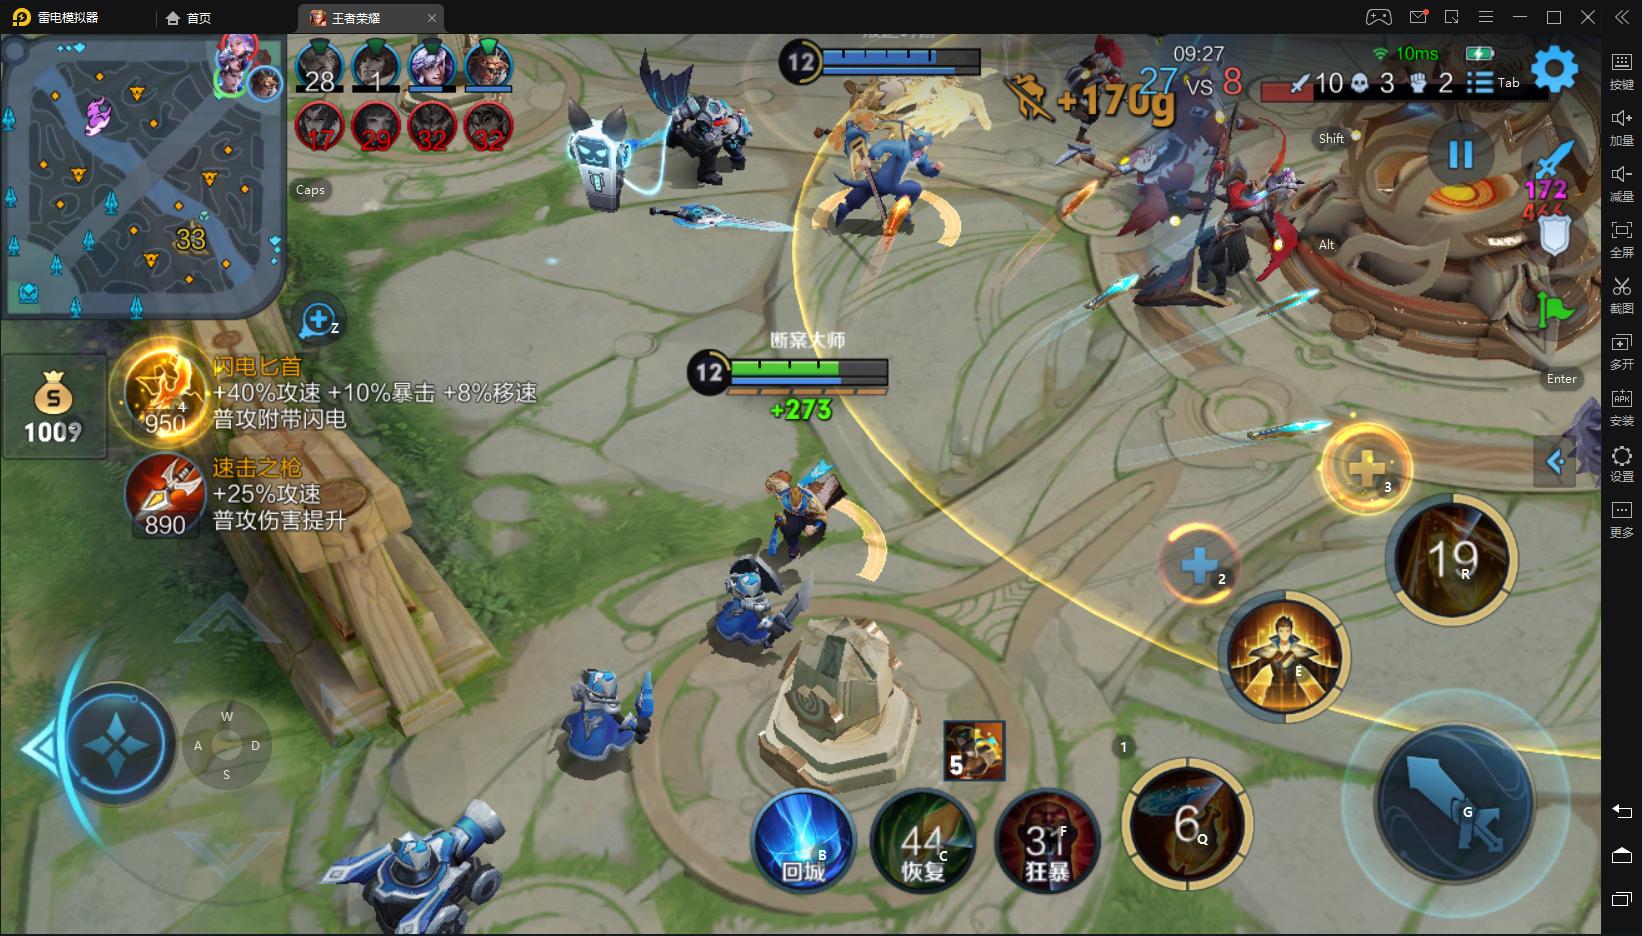 雷电模拟器
首页
王者荣耀
28
1
17
29
32
32
Caps
33
Z
12
+170g
09:27
10ms
27 VS 8
10 3 2
Tab
Shift
172
466
Alt
Enter
断案大师
12
+273
闪电匕首
+40%攻速 +10%暴击 +8%移速
普攻附带闪电
4
950
速击之枪
+25%攻速
普攻伤害提升
890
S
1009
W
A
D
S
5
B
回城
44
C
恢复
31
F
狂暴
1
6
Q
2
3
19
R
E
G
按键
加量
减量
全屏
截图
多开
APK
安装
设置
更多